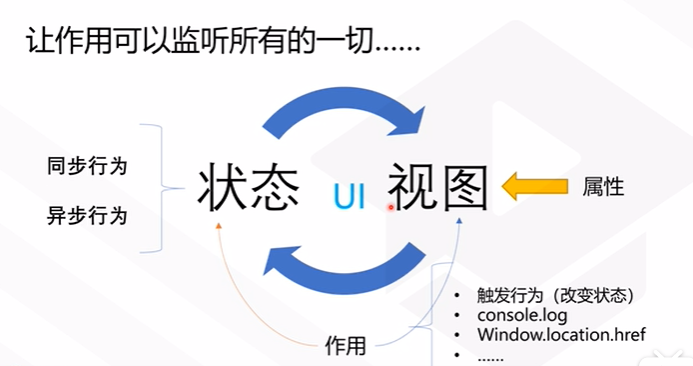 让作用可以监听所有的一切......
同步行为
异步行为
状态
UI
视图
属性
作用
• 触发行为（改变状态）
• console.log
• Window.location.href
• ......